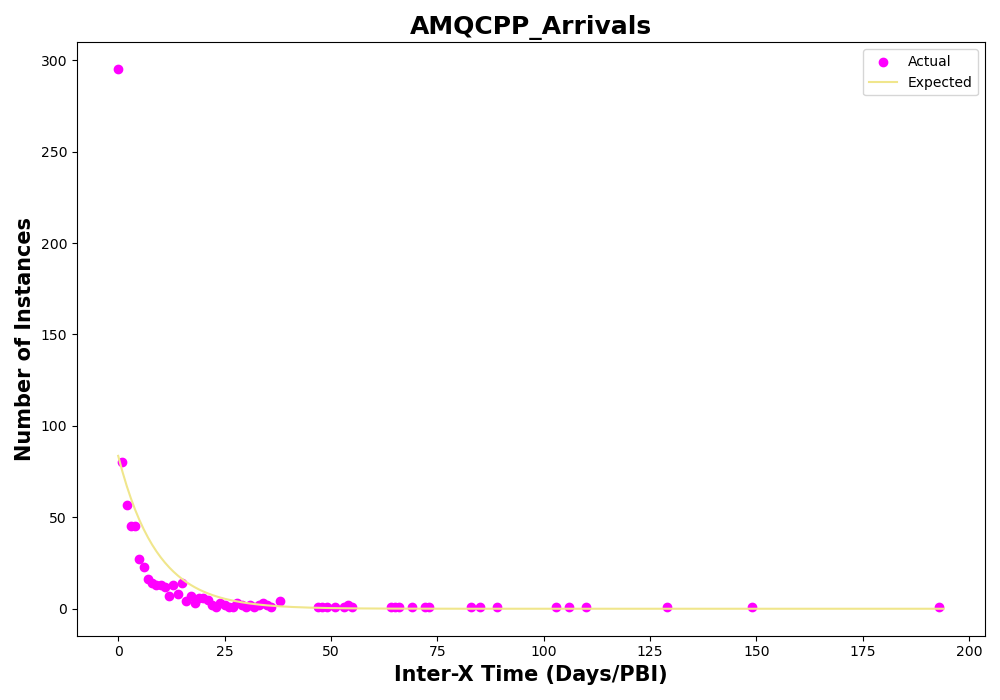 AMQCPP_Arrivals
Actual
Expected
Number of Instances
300
250
200
150
100
50
0
0 25 50 75 100 125 150 175 200
Inter-X Time (Days/PBI)